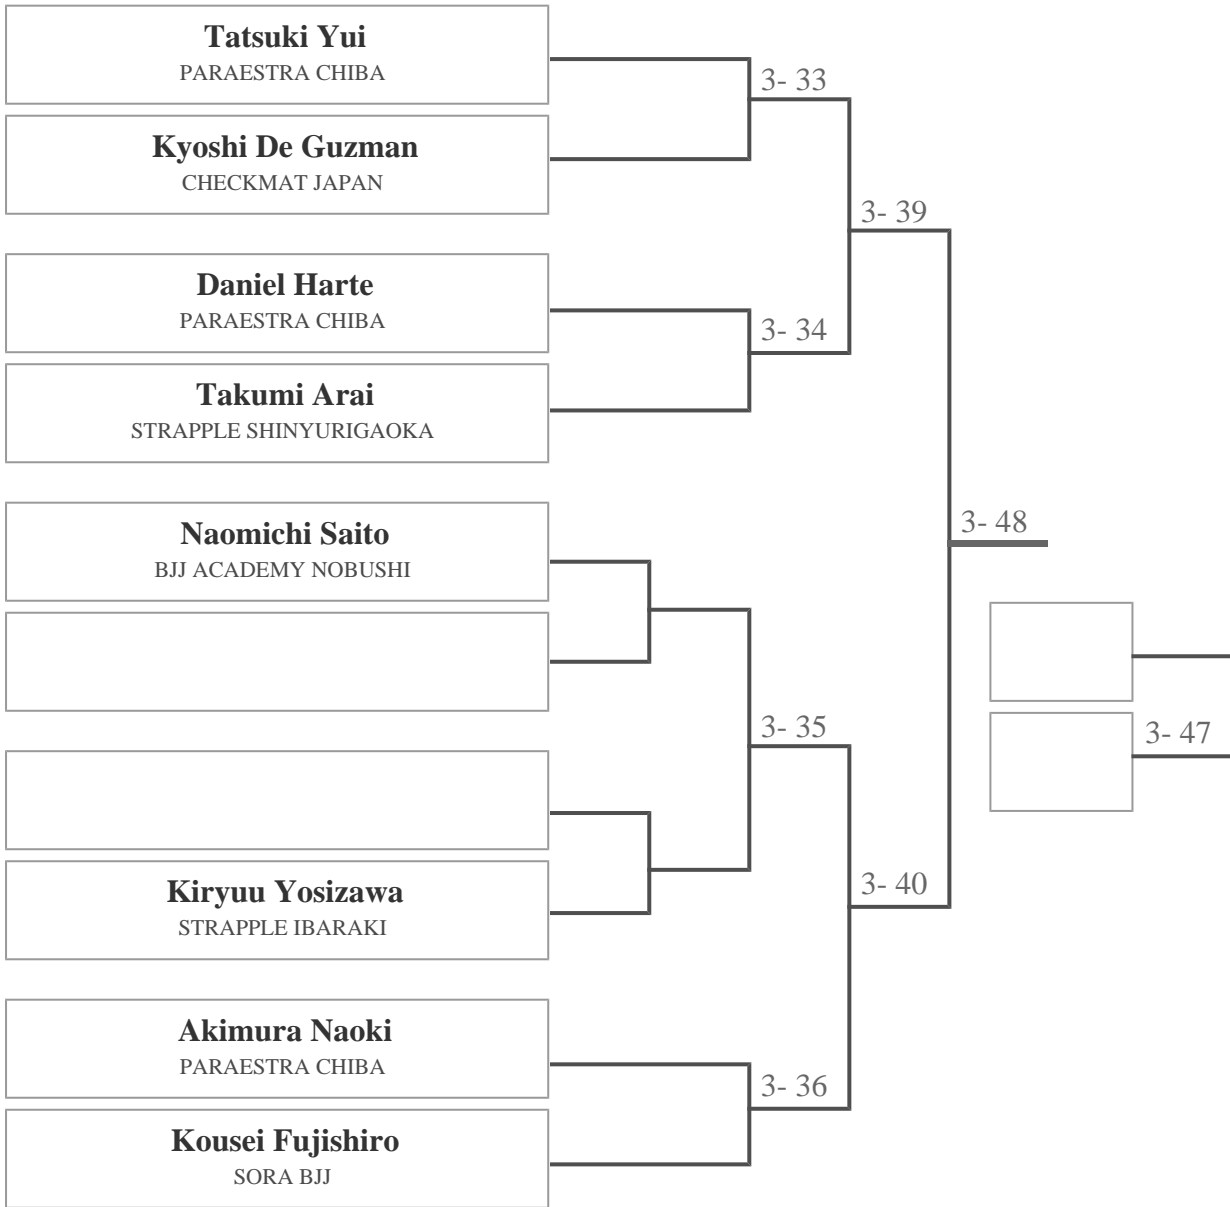 Tatsuki Yui
PARAESTRA CHIBA
3- 33
Kyoshi De Guzman
CHECKMAT JAPAN
3- 39
Daniel Harte
PARAESTRA CHIBA
3- 34
Takumi Arai
STRAPPLE SHINYURIGAOKA
Naomichi Saito
BJJ ACADEMY NOBUSHI
3- 48
3- 35
3- 47
Kiryuu Yosizawa
STRAPPLE IBARAKI
3- 40
Akimura Naoki
PARAESTRA CHIBA
3- 36
Kousei Fujishiro
SORA BJJ